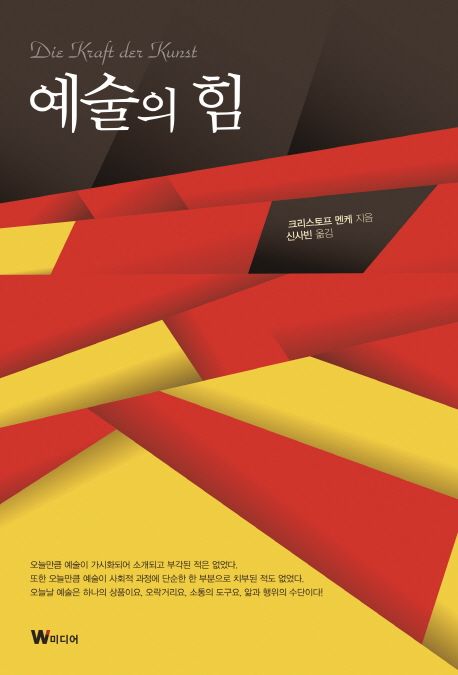 Die Kraft der Kunst
예술의 힘
크리스토프 멘케 지음
신사빈 옮김
오늘만큼 예술이 가시화되어 소개되고 부각된 적은 없었다.
또한 오늘만큼 예술이 사회적 과정에 단순한 한 부분으로 치부된 적도 없었다.
오늘날 예술은 하나의 상품이요, 오락거리요, 소통의 도구요, 앎과 행위의 수단이다!
W미디어